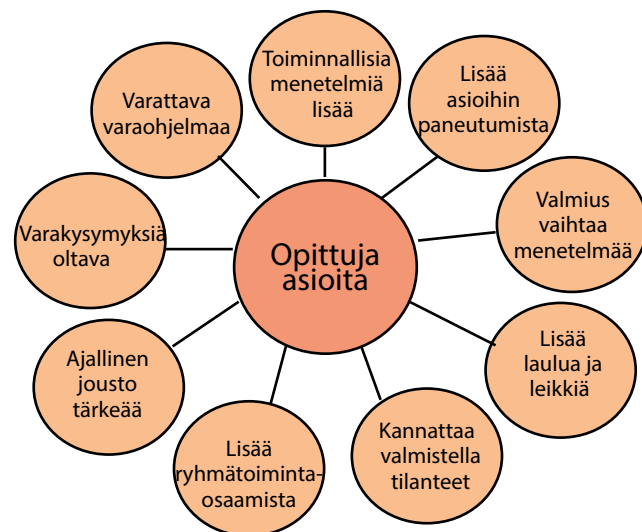 Toiminnallisia
menetelmiä
lisää
Lisää
asioihin
paneutumista
Valmius
vaihtaa
menetelmää
Lisää
laulua ja
leikkiä
Kannattaa
valmistella
tilanteet
Lisää
ryhmätoiminta-
osaamista
Ajallinen
jousto
tärkeää
Varakysymyksiä
oltava
Varattava
varaohjelmaa
Opittuja
asioita